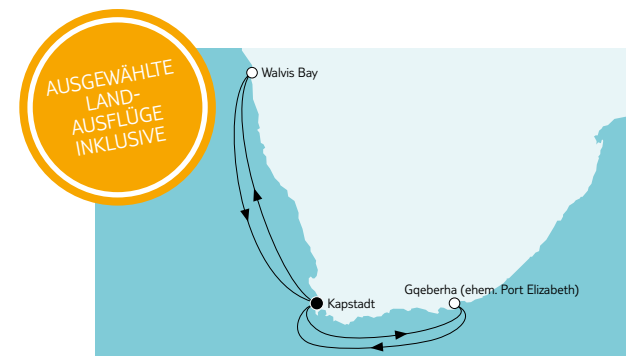 AUSGEWÄHLTE
LAND-
AUSFLÜGE
INKLUSIVE
Walvis Bay
Gqeberha (ehem. Port Elizabeth)
Kapstadt